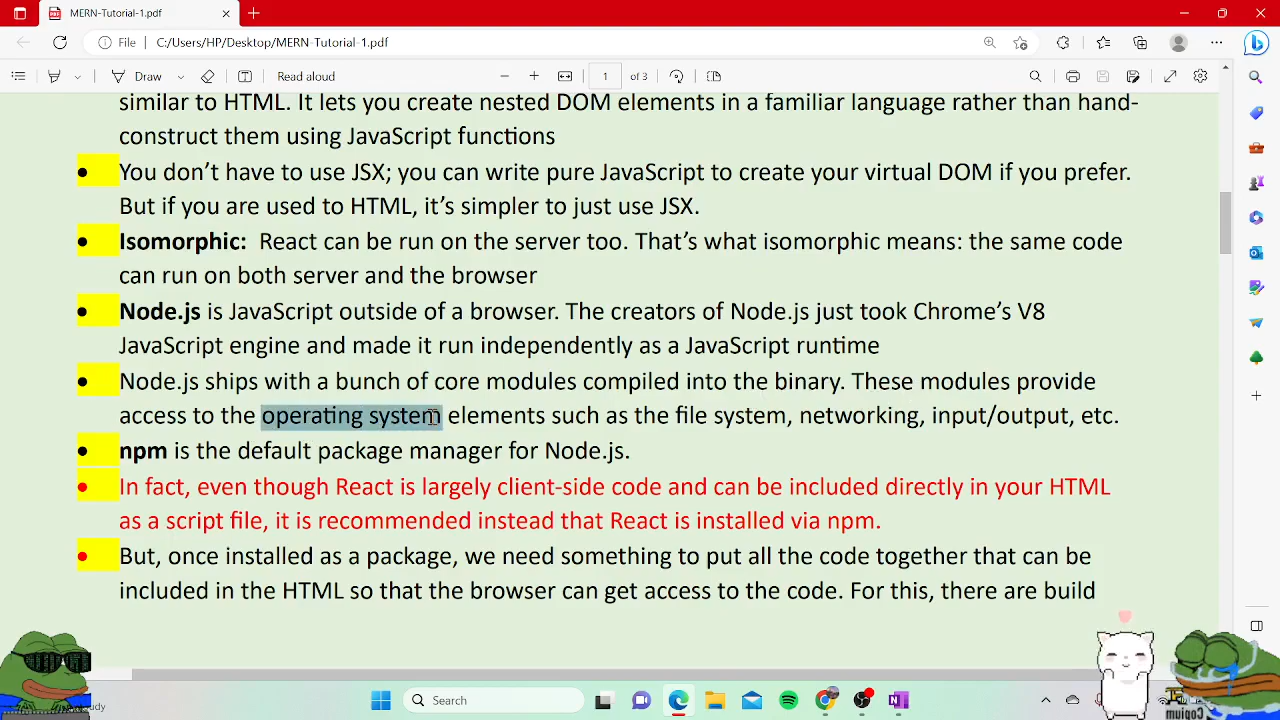 MERN-Tutorial-1.pdf
File
C:/Users/HP/Desktop/MERN-Tutorial-1.pdf
Draw
Read aloud
1
of 3
similar to HTML. It lets you create nested DOM elements in a familiar language rather than hand-
construct them using JavaScript functions
You don’t have to use JSX; you can write pure JavaScript to create your virtual DOM if you prefer.
But if you are used to HTML, it’s simpler to just use JSX.
Isomorphic: React can be run on the server too. That’s what isomorphic means: the same code
can run on both server and the browser
Node.js is JavaScript outside of a browser. The creators of Node.js just took Chrome’s V8
JavaScript engine and made it run independently as a JavaScript runtime
Node.js ships with a bunch of core modules compiled into the binary. These modules provide
access to the operating system elements such as the file system, networking, input/output, etc.
npm is the default package manager for Node.js.
In fact, even though React is largely client-side code and can be included directly in your HTML
as a script file, it is recommended instead that React is installed via npm.
But, once installed as a package, we need something to put all the code together that can be
included in the HTML so that the browser can get access to the code. For this, there are build
Search